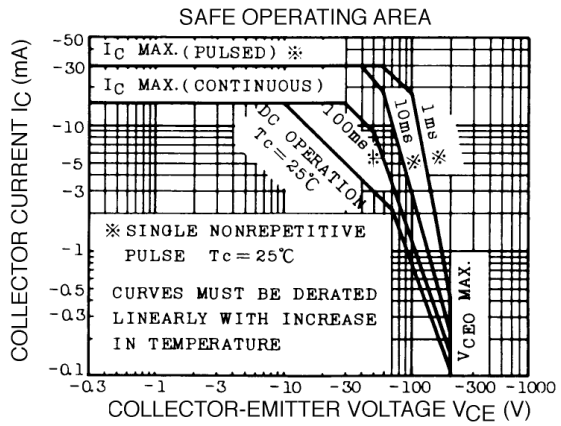 SAFE OPERATING AREA
COLLECTOR CURRENT IC (mA)
-50
-30
-10
-5
-3
-1
-0.5
-0.3
-0.1
IC MAX.(PULSED) ※
IC MAX.(CONTINUOUS)
DC OPERATION
Tc=25℃
100ms ※
10ms ※
1ms ※
※ SINGLE NONREPETITIVE
PULSE Tc=25℃
CURVES MUST BE DERATED
LINEARLY WITH INCREASE
IN TEMPERATURE
VCEO MAX.
-0.3
-1
-3
-10
-30
-100
-300
-1000
COLLECTOR-EMITTER VOLTAGE VCE (V)